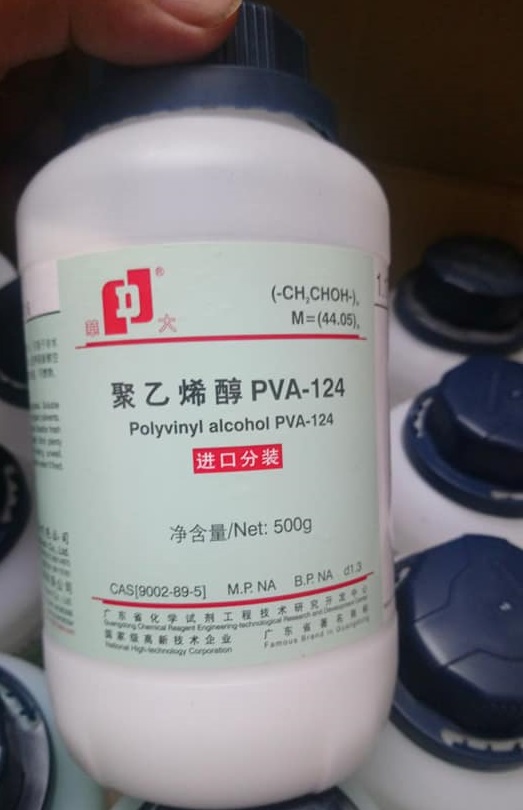 (-CH₂CHOH-)ₙ
M=(44.05)ₙ
®
大
聚乙烯醇 PVA-124
Polyvinyl alcohol PVA-124
进口分装
净含量/Net: 500g
CAS[9002-89-5] M.P. NA B.P. NA d1.3
广东省化学试剂工程技术研究开发中心
Guangdong Chemical Reagent Engineering-technological Research and Development Center
国家级高新技术企业 广东省著名商标
National High-technology Corporation Famous Brand in Guangdong